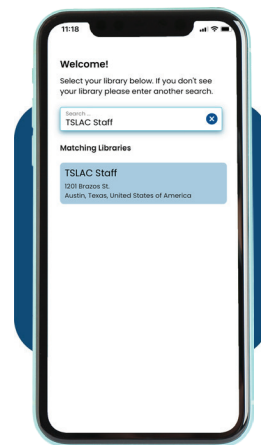 11:18
Welcome!
Select your library below. If you don't see
your library please enter another search.
Search ...
TSLAC Staff
Matching Libraries
TSLAC Staff
1201 Brazos St.
Austin, Texas, United States of America